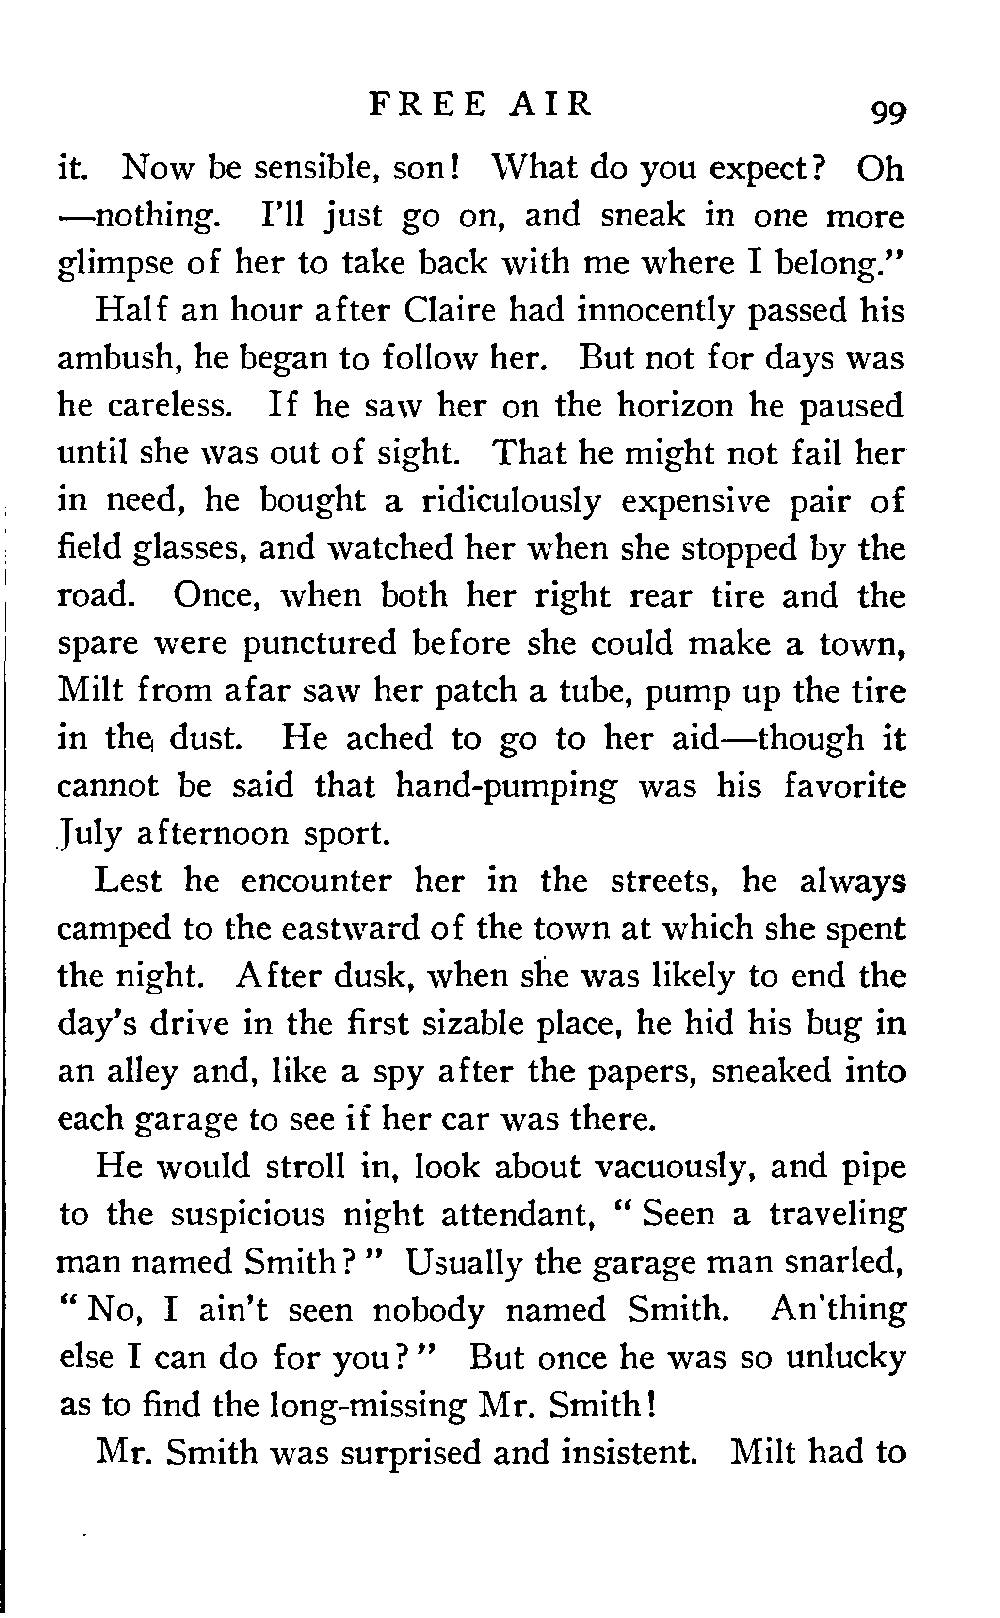 FREE AIR 99
it. Now be sensible, son! What do you expect? Oh
—nothing. I'll just go on, and sneak in one more
glimpse of her to take back with me where I belong."
Half an hour after Claire had innocently passed his
ambush, he began to follow her. But not for days was
he careless. If he saw her on the horizon he paused
until she was out of sight. That he might not fail her
in need, he bought a ridiculously expensive pair of
field glasses, and watched her when she stopped by the
road. Once, when both her right rear tire and the
spare were punctured before she could make a town,
Milt from afar saw her patch a tube, pump up the tire
in the dust. He ached to go to her aid—though it
cannot be said that hand-pumping was his favorite
July afternoon sport.
Lest he encounter her in the streets, he always
camped to the eastward of the town at which she spent
the night. After dusk, when she was likely to end the
day's drive in the first sizable place, he hid his bug in
an alley and, like a spy after the papers, sneaked into
each garage to see if her car was there.
He would stroll in, look about vacuously, and pipe
to the suspicious night attendant, "Seen a traveling
man named Smith?" Usually the garage man snarled,
"No, I ain't seen nobody named Smith. An'thing
else I can do for you?" But once he was so unlucky
as to find the long-missing Mr. Smith!
Mr. Smith was surprised and insistent. Milt had to